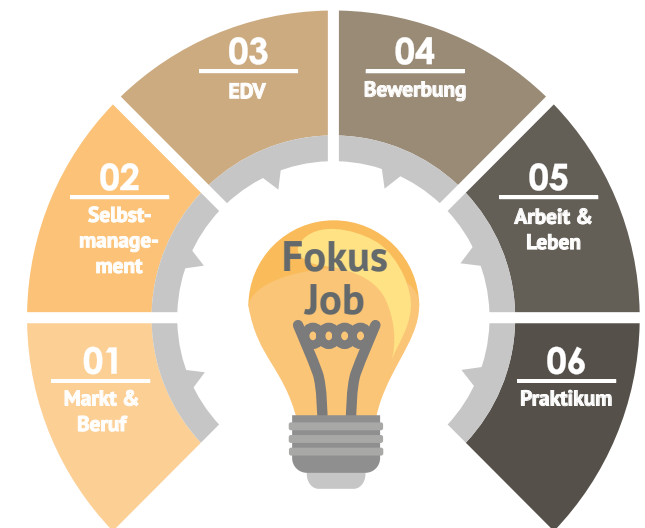 01
Markt &
Beruf
02
Selbst-
manage-
ment
03
EDV
04
Bewerbung
05
Arbeit &
Leben
06
Praktikum
Fokus
Job